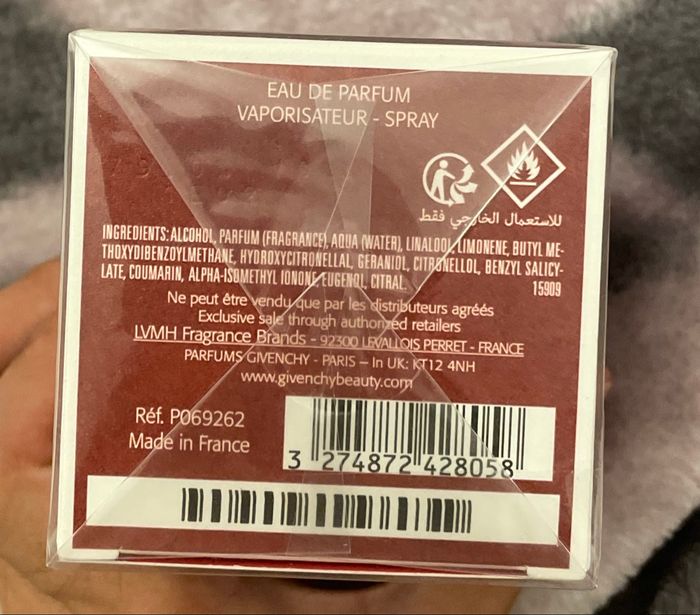 EAU DE PARFUM
VAPORISATEUR - SPRAY
للاستعمال الخارجي فقط
INGREDIENTS: ALCOHOL, PARFUM (FRAGRANCE), AQUA (WATER), LINALOOL, LIMONENE, BUTYL ME-
THOXYDIBENZOYLMETHANE, HYDROXYCITRONELLAL, GERANIOL, CITRONELLOL, BENZYL SALICY-
LATE, COUMARIN, ALPHA-ISOMETHYL IONONE, EUGENOL, CITRAL. 15909
Ne peut être vendu que par les distributeurs agréés
Exclusive sale through authorized retailers
LVMH Fragrance Brands - 92300 LEVALLOIS PERRET - FRANCE
PARFUMS GIVENCHY - PARIS – In UK: KT12 4NH
www.givenchybeauty.com
Réf. P069262
Made in France
3 274872 428058